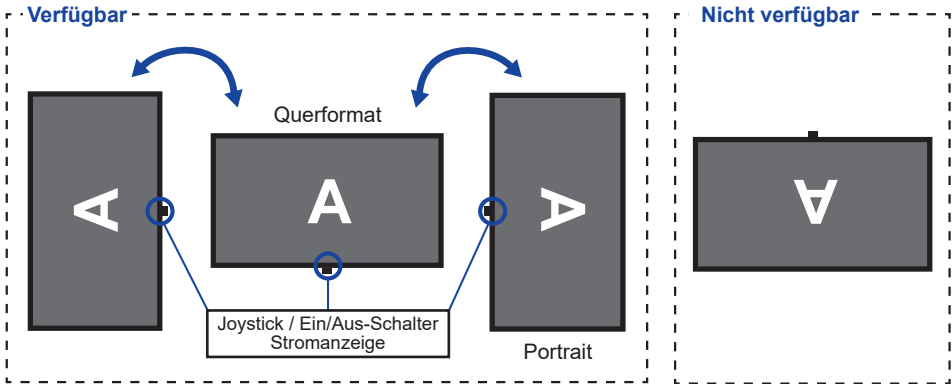 Verfügbar
Nicht verfügbar
Querformat
A
A
A
A
Joystick / Ein/Aus-Schalter
Stromanzeige
Portrait